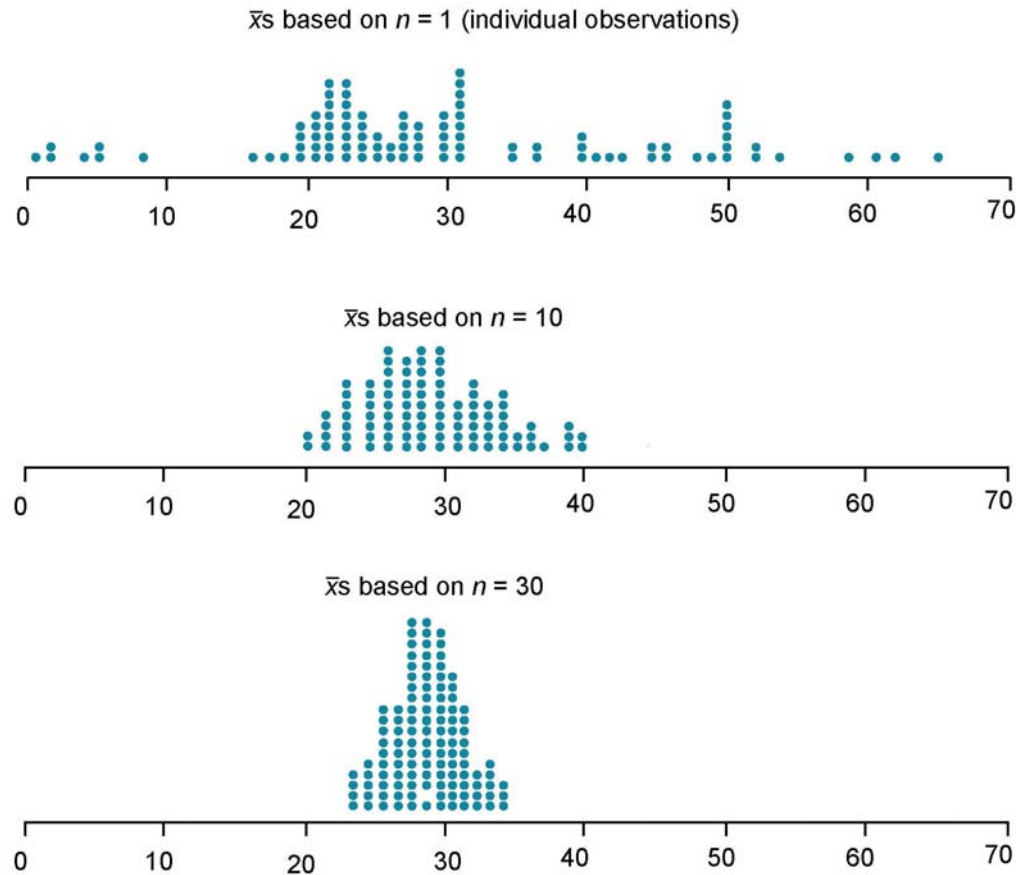 x̄s based on n = 1 (individual observations)
0 10 20 30 40 50 60 70
x̄s based on n = 10
0 10 20 30 40 50 60 70
x̄s based on n = 30
0 10 20 30 40 50 60 70